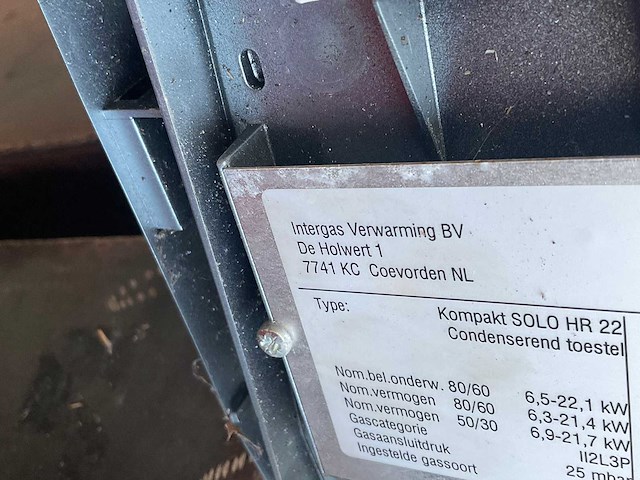 Intergas Verwarming BV
De Holwert 1
7741 KC Coevorden NL
Type: Kompakt SOLO HR 22
Condenserend toestel
Nom.bel.onderw. 80/60 6,5-22,1 kW
Nom.vermogen 80/60 6,3-21,4 kW
Nom.vermogen 50/30 6,9-21,7 kW
Gascategorie II2L3P
Gasaansluitdruk 25 mbar
Ingestelde gassoort